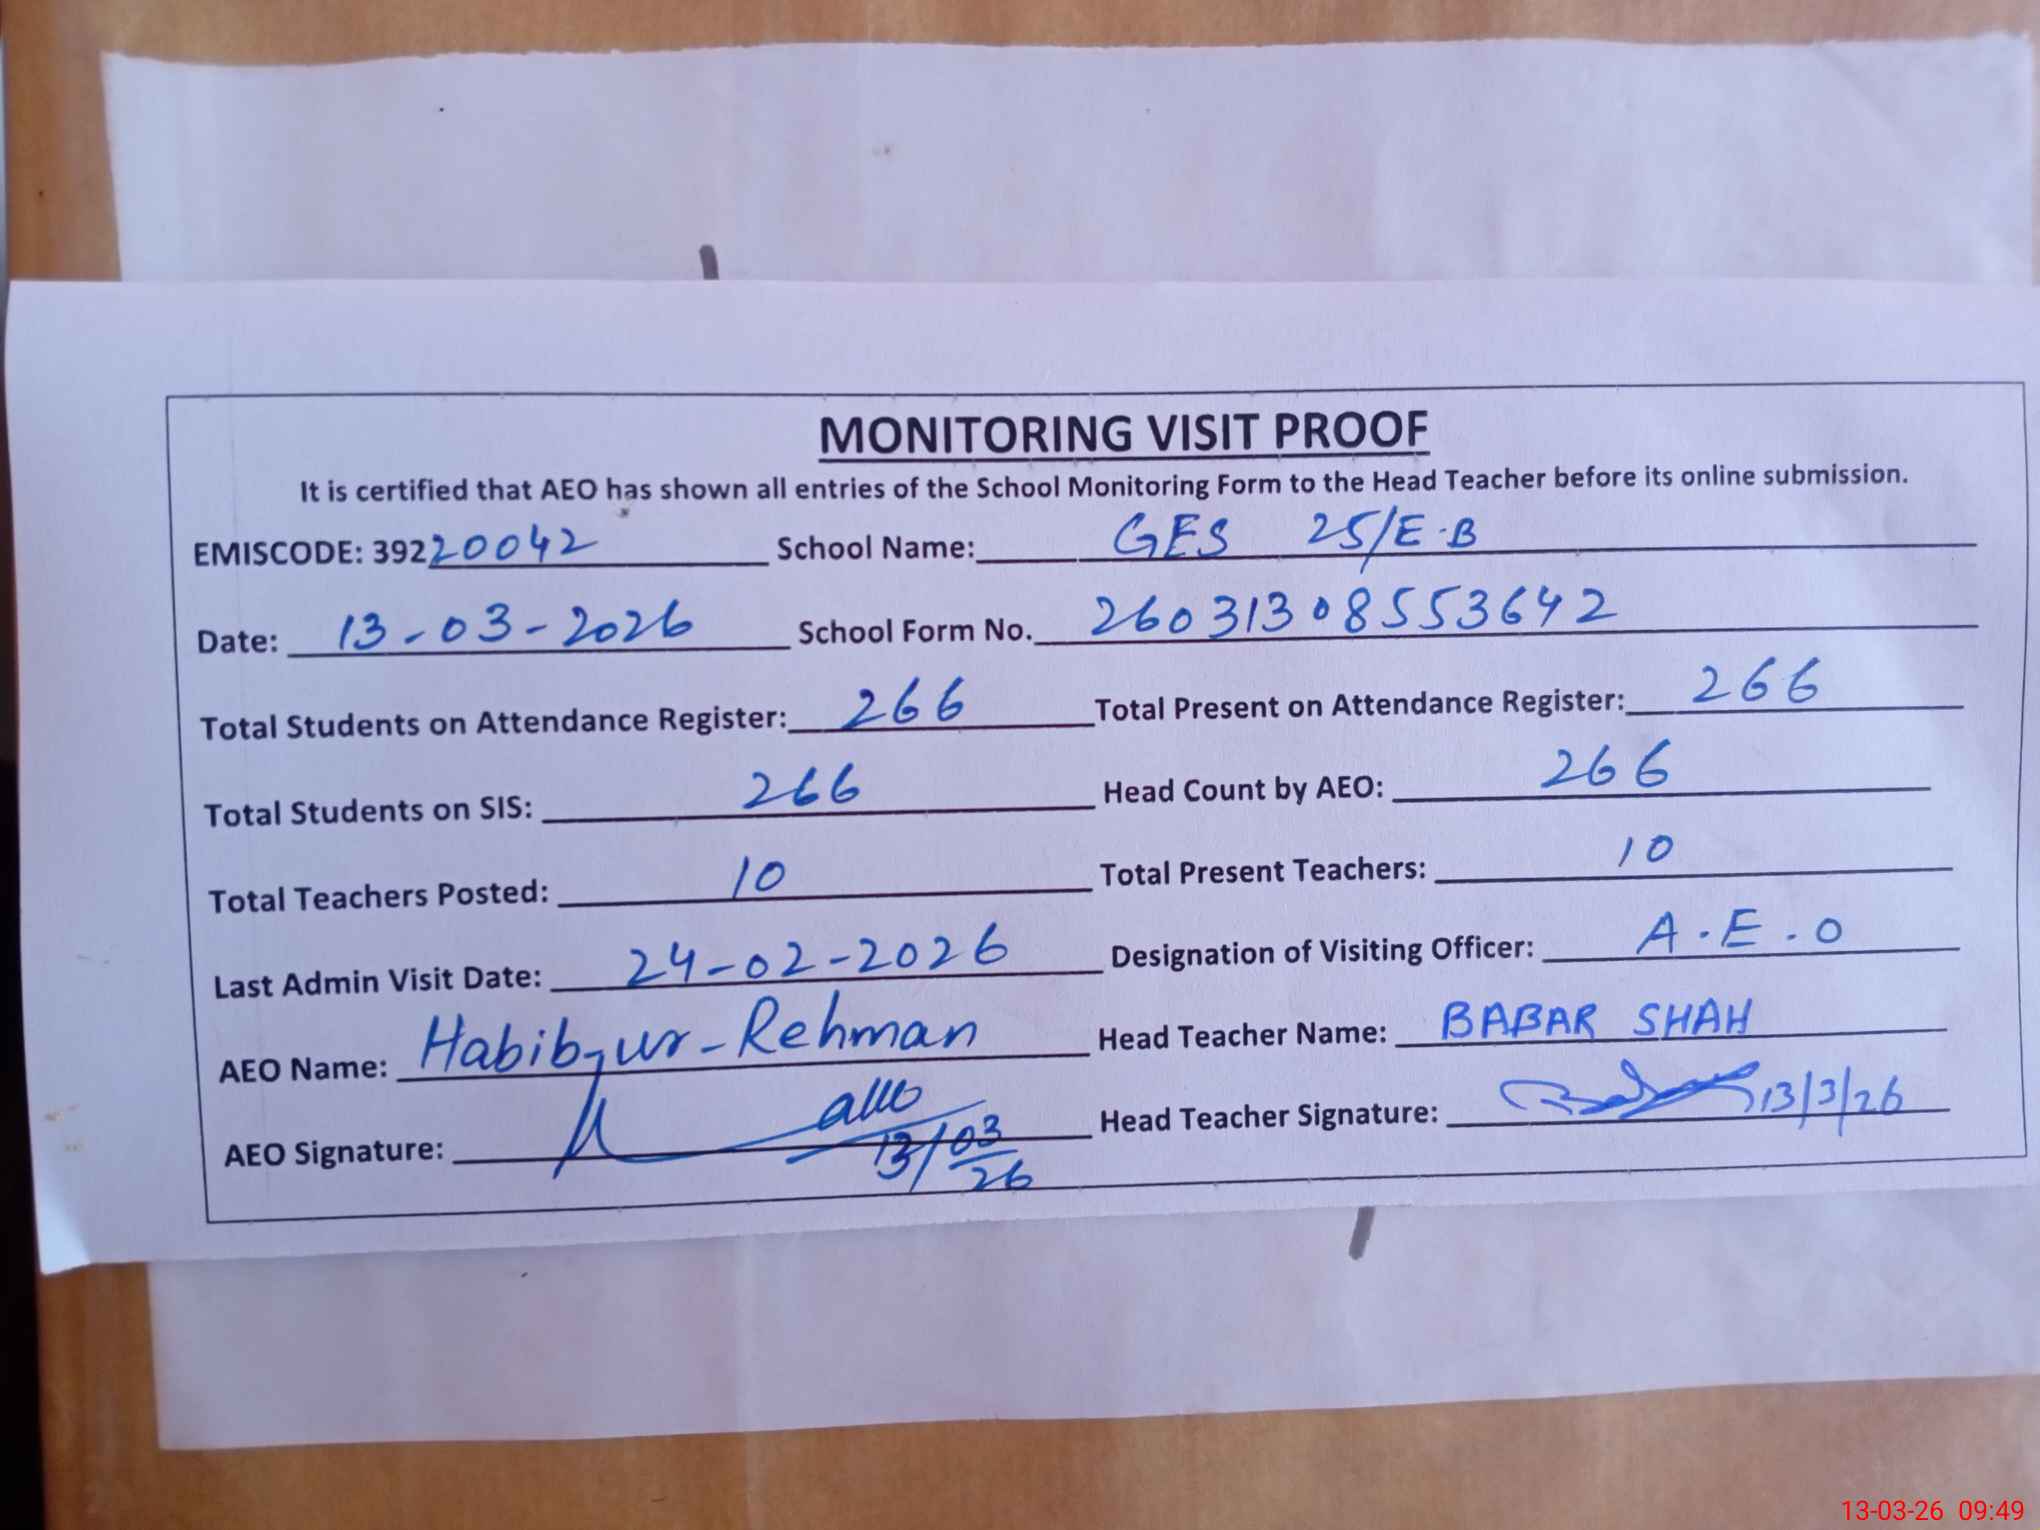 MONITORING VISIT PROOF
It is certified that AEO has shown all entries of the School Monitoring Form to the Head Teacher before its online submission.
EMISCODE: 39220042 School Name: GES 25/E.B
Date: 13-03-2026 School Form No. 26031308553642
Total Students on Attendance Register: 266 Total Present on Attendance Register: 266
Total Students on SIS: 266 Head Count by AEO: 266
Total Teachers Posted: 10 Total Present Teachers: 10
Last Admin Visit Date: 24-02-2026 Designation of Visiting Officer: A.E.O
AEO Name: Habib-ur-Rehman Head Teacher Name: BABAR SHAH
AEO Signature: 13/03/26 Head Teacher Signature: 13/3/26
13-03-26 09:49